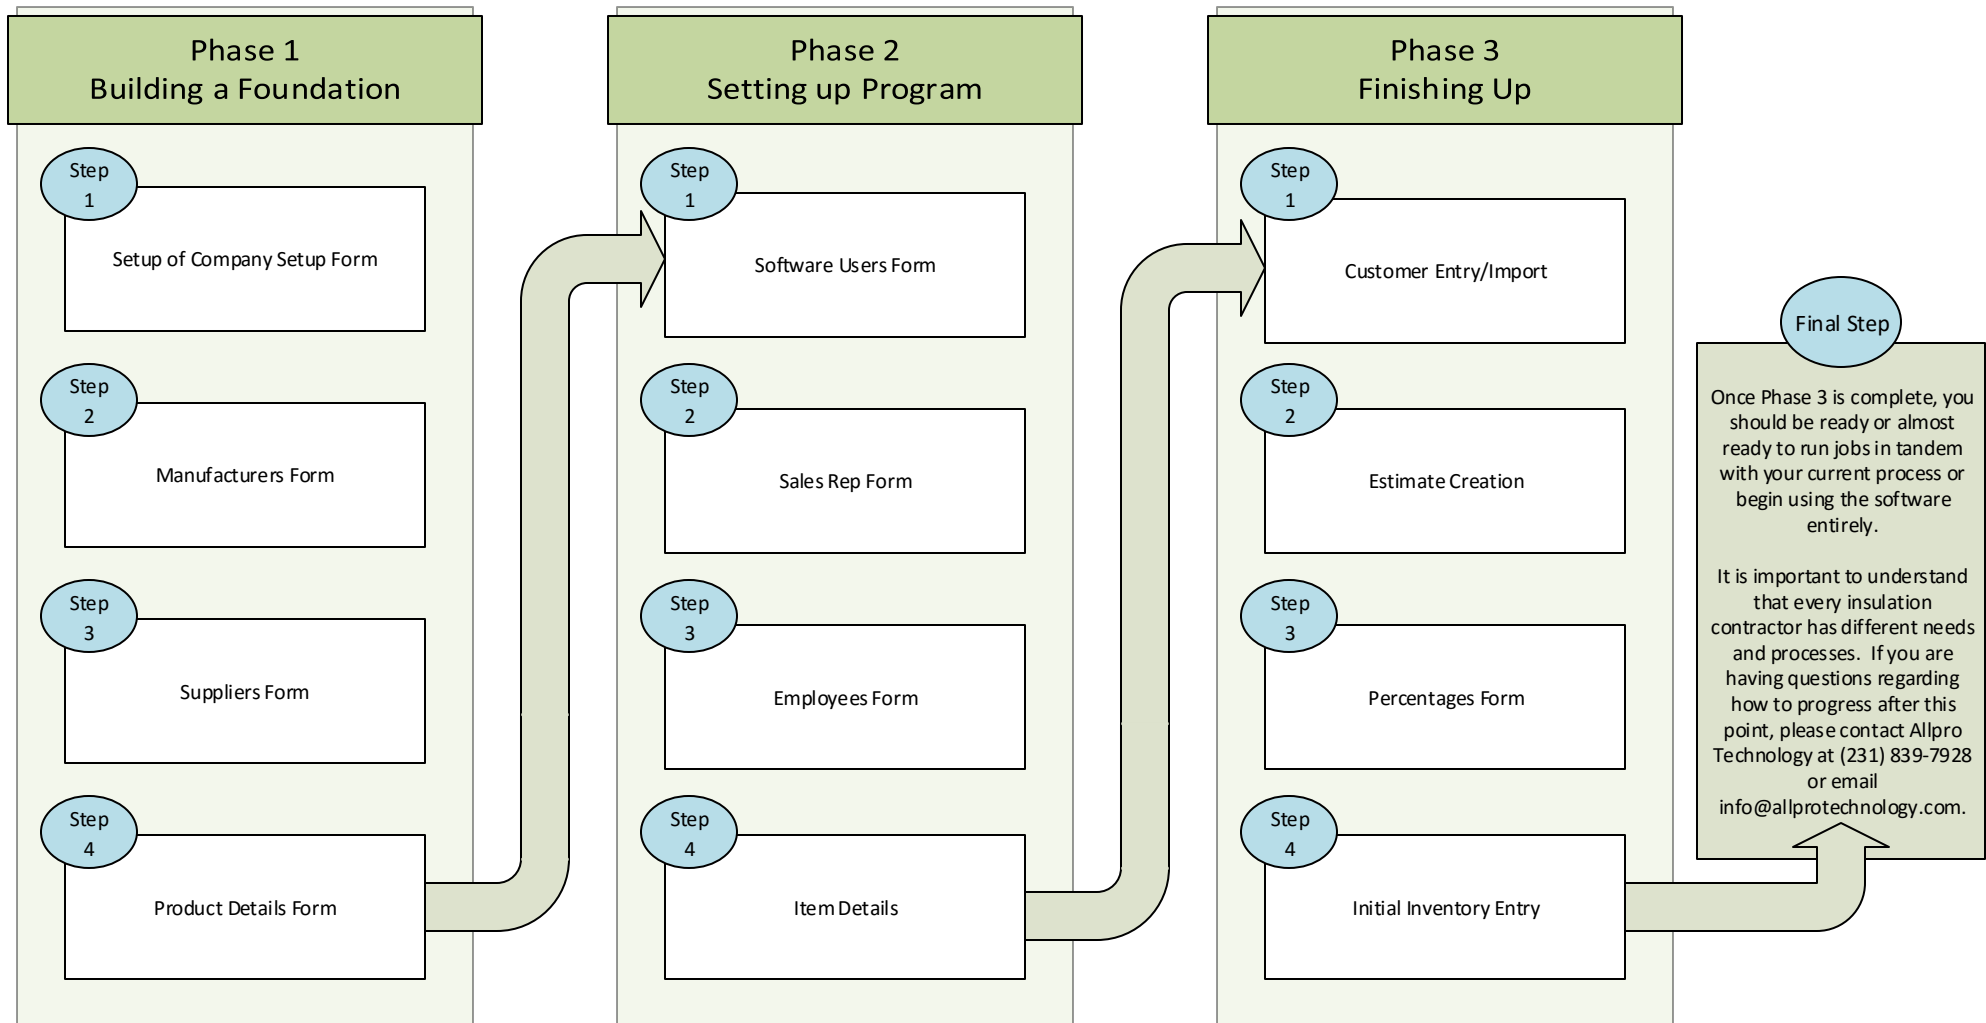 Phase 1
Building a Foundation
Step
1
Setup of Company Setup Form
Step
2
Manufacturers Form
Step
3
Suppliers Form
Step
4
Product Details Form
Phase 2
Setting up Program
Step
1
Software Users Form
Step
2
Sales Rep Form
Step
3
Employees Form
Step
4
Item Details
Phase 3
Finishing Up
Step
1
Customer Entry/Import
Step
2
Estimate Creation
Step
3
Percentages Form
Step
4
Initial Inventory Entry
Final Step
Once Phase 3 is complete, you
should be ready or almost
ready to run jobs in tandem
with your current process or
begin using the software
entirely.
It is important to understand
that every insulation
contractor has different needs
and processes.  If you are
having questions regarding
how to progress after this
point, please contact Allpro
Technology at (231) 839-7928
or email
info@allprotechnology.com.